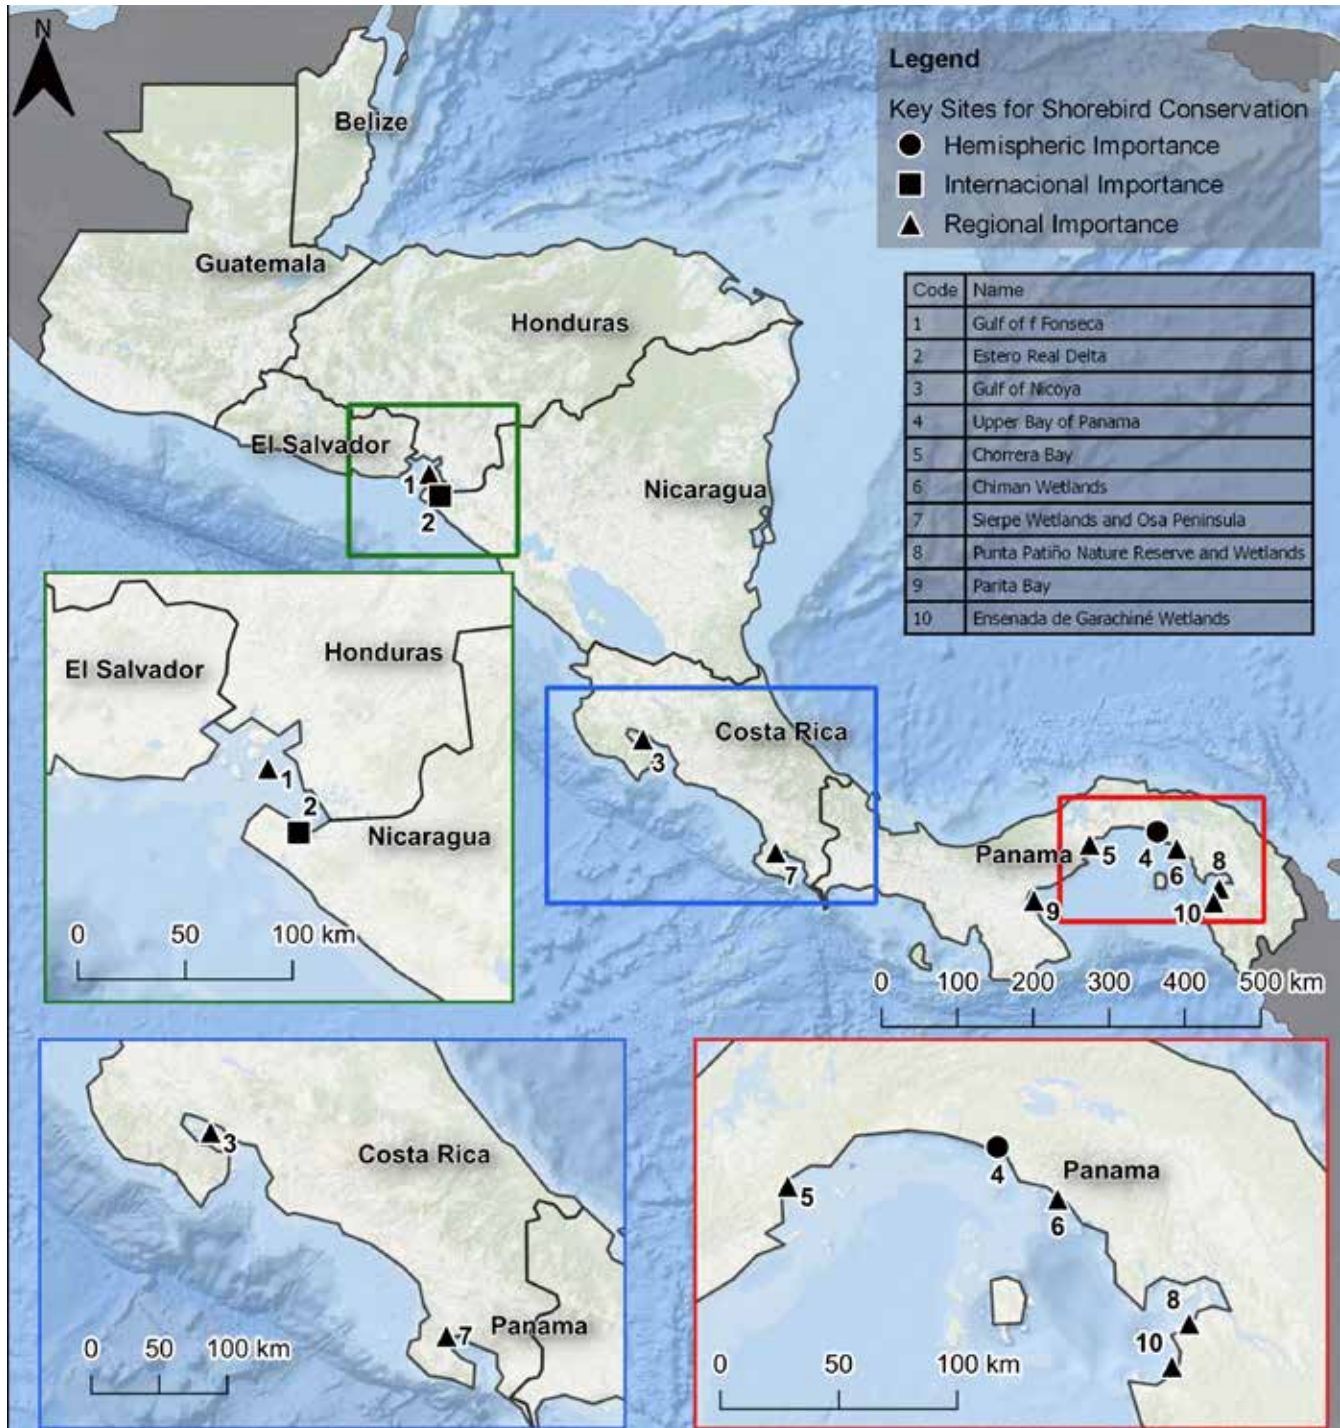 N
Legend
Key Sites for Shorebird Conservation
Hemispheric Importance
Internacional Importance
Regional Importance
Code Name
1 Gulf of f Fonseca
2 Estero Real Delta
3 Gulf of Nicoya
4 Upper Bay of Panama
5 Chorrera Bay
6 Chiman Wetlands
7 Sierpe Wetlands and Osa Peninsula
8 Punta Patiño Nature Reserve and Wetlands
9 Parita Bay
10 Ensenada de Garachiné Wetlands
Belize
Guatemala
Honduras
El Salvador
1
2
Nicaragua
Costa Rica
3
7
Panama
5
4
6
8
9
10
0 100 200 300 400 500 km
El Salvador
Honduras
1
2
Nicaragua
0 50 100 km
3
Costa Rica
7
Panama
0 50 100 km
Panama
4
5
6
8
10
0 50 100 km